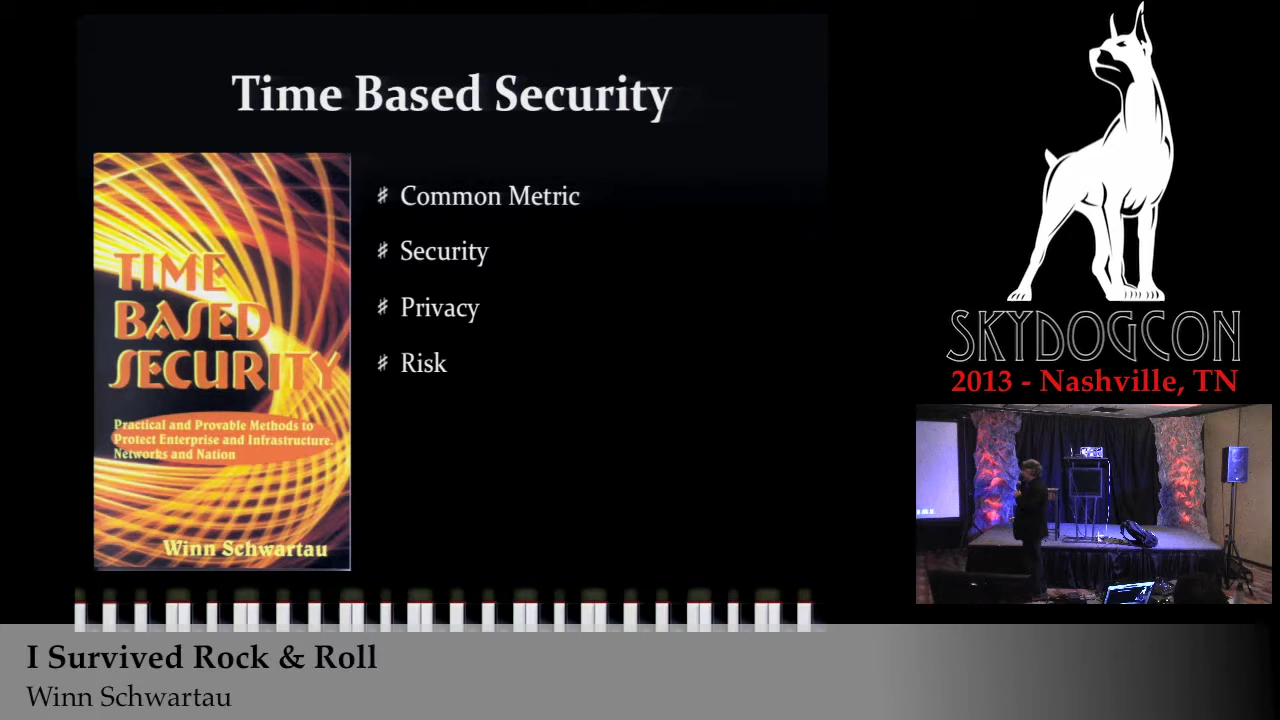 Time Based Security
TIME
BASED
SECURITY
Practical and Provable Methods to
Protect Enterprise and Infrastructure,
Networks and Nation
Winn Schwartau
♯ Common Metric
♯ Security
♯ Privacy
♯ Risk
SKYDOGCON
2013 - Nashville, TN
I Survived Rock & Roll
Winn Schwartau